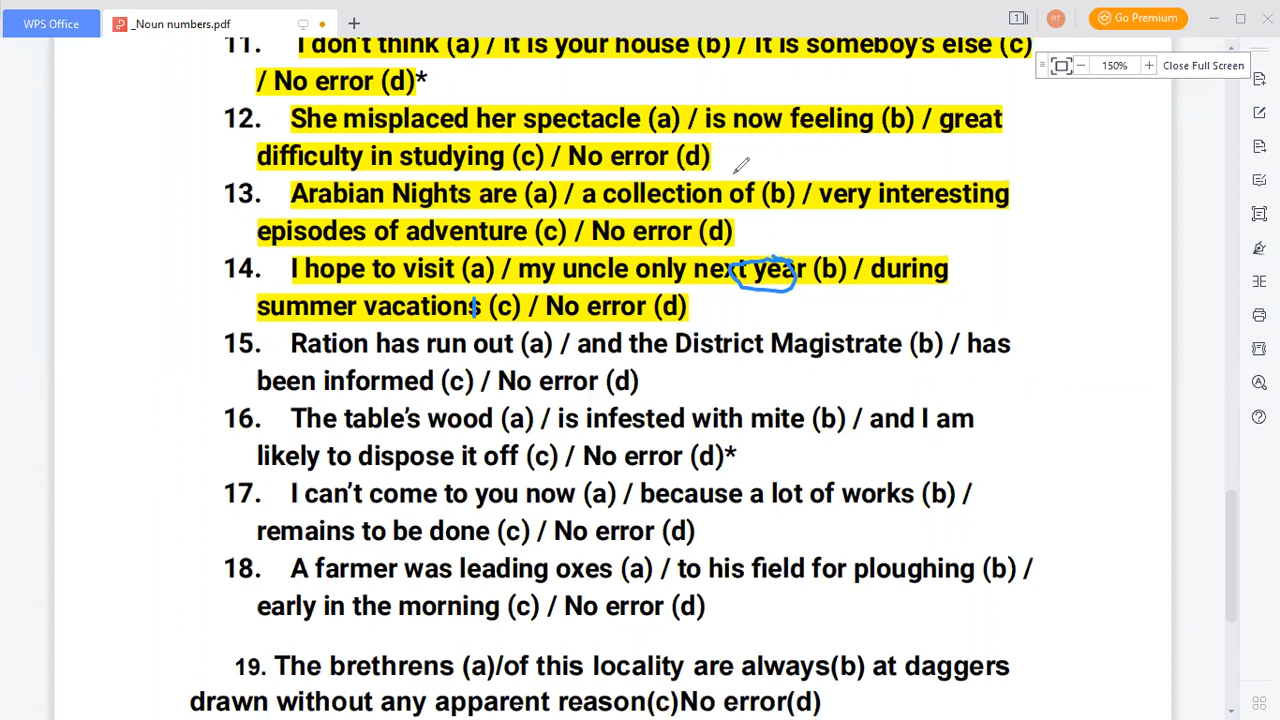 WPS Office
_Noun numbers.pdf
1
RT
Go Premium
150%
Close Full Screen
11. I don't think (a) / It is your house (b) / It is someboy's else (c)
/ No error (d)*
12. She misplaced her spectacle (a) / is now feeling (b) / great
difficulty in studying (c) / No error (d)
13. Arabian Nights are (a) / a collection of (b) / very interesting
episodes of adventure (c) / No error (d)
14. I hope to visit (a) / my uncle only next year (b) / during
summer vacations (c) / No error (d)
15. Ration has run out (a) / and the District Magistrate (b) / has
been informed (c) / No error (d)
16. The table's wood (a) / is infested with mite (b) / and I am
likely to dispose it off (c) / No error (d)*
17. I can't come to you now (a) / because a lot of works (b) /
remains to be done (c) / No error (d)
18. A farmer was leading oxes (a) / to his field for ploughing (b) /
early in the morning (c) / No error (d)
19. The brethrens (a)/of this locality are always(b) at daggers
drawn without any apparent reason(c)No error(d)